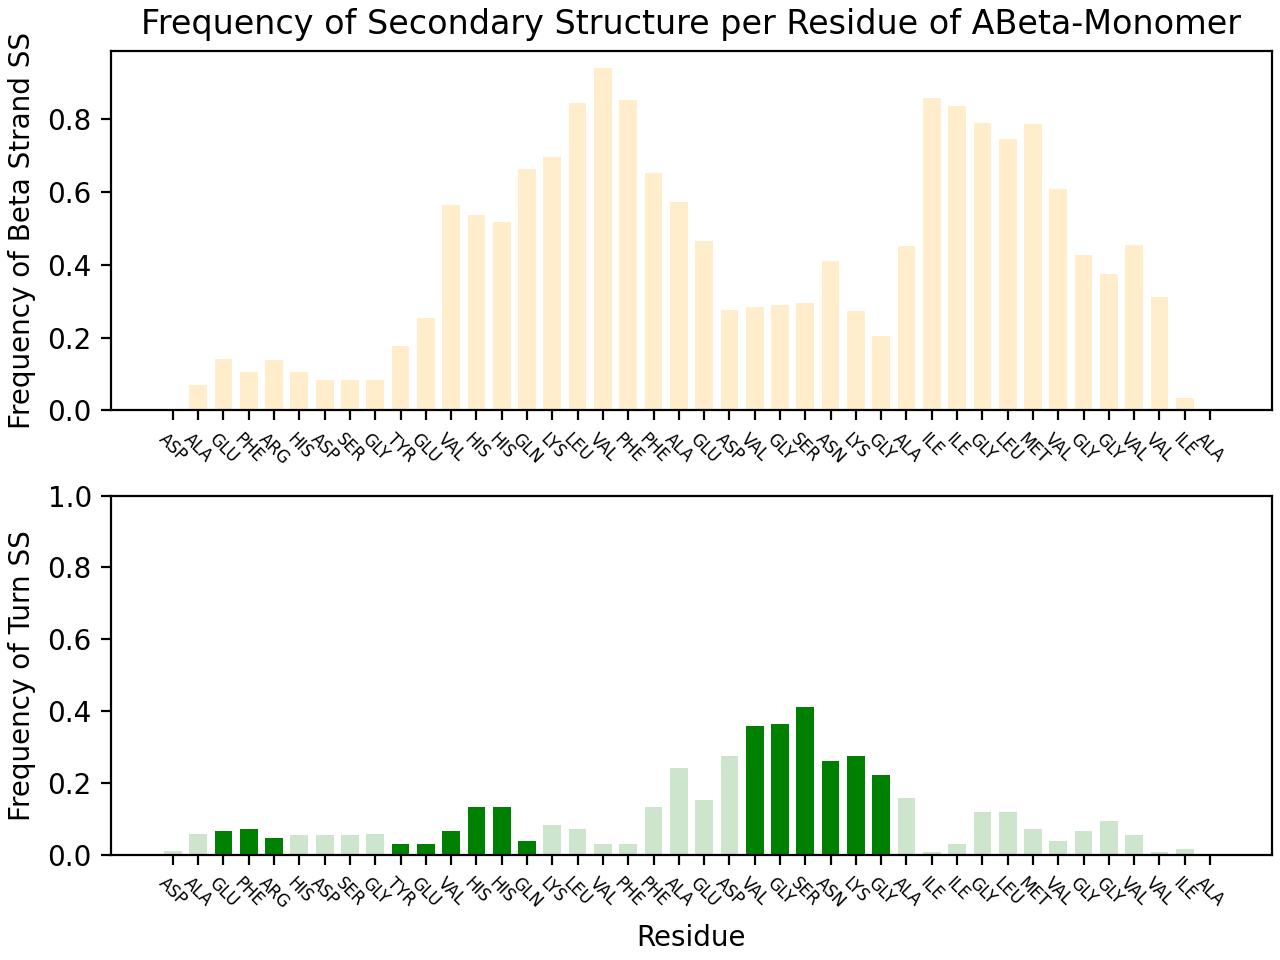 Frequency of Secondary Structure per Residue of ABeta-Monomer
Frequency of Beta Strand SS
0.8
0.6
0.4
0.2
0.0
ASP ALA GLU PHE ARG HIS ASP SER GLY TYR GLU VAL HIS HIS GLN LYS LEU VAL PHE PHE ALA GLU ASP VAL GLY SER ASN LYS GLY ALA ILE ILE GLY LEU MET VAL GLY GLY VAL VAL ILE ALA
Frequency of Turn SS
1.0
0.8
0.6
0.4
0.2
0.0
ASP ALA GLU PHE ARG HIS ASP SER GLY TYR GLU VAL HIS HIS GLN LYS LEU VAL PHE PHE ALA GLU ASP VAL GLY SER ASN LYS GLY ALA ILE ILE GLY LEU MET VAL GLY GLY VAL VAL ILE ALA
Residue